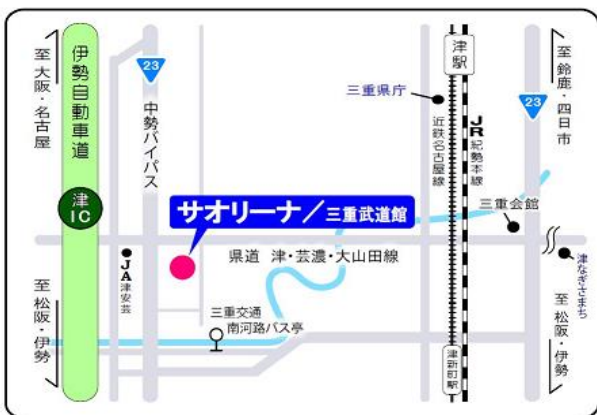 至大阪・名古屋
伊勢自動車道
23
中勢バイパス
津IC
津駅
三重県庁
近鉄名古屋線
JR紀勢本線
23
至鈴鹿・四日市
サオリーナ/三重武道館
三重会館
県道 津・芸濃・大山田線
JA津安芸
津なぎさまち
三重交通
南河路バス亭
至松阪・伊勢
津新町駅
至松阪・伊勢